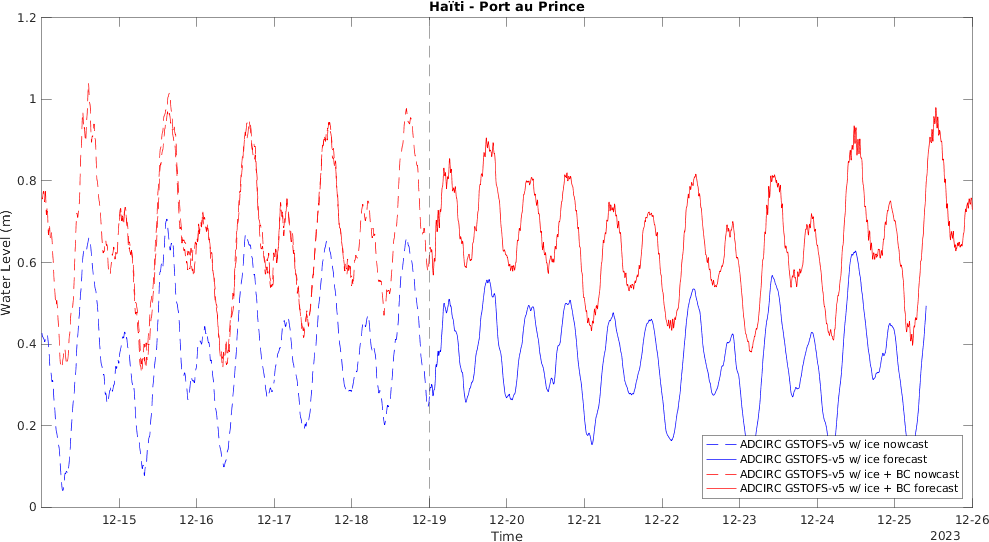 Haïti - Port au Prince
1.2
1
0.8
0.6
0.4
0.2
0
Water Level (m)
ADCIRC GSTOFS-v5 w/ ice nowcast
ADCIRC GSTOFS-v5 w/ ice forecast
ADCIRC GSTOFS-v5 w/ ice + BC nowcast
ADCIRC GSTOFS-v5 w/ ice + BC forecast
12-15 12-16 12-17 12-18 12-19 12-20 12-21 12-22 12-23 12-24 12-25 12-26
Time
2023